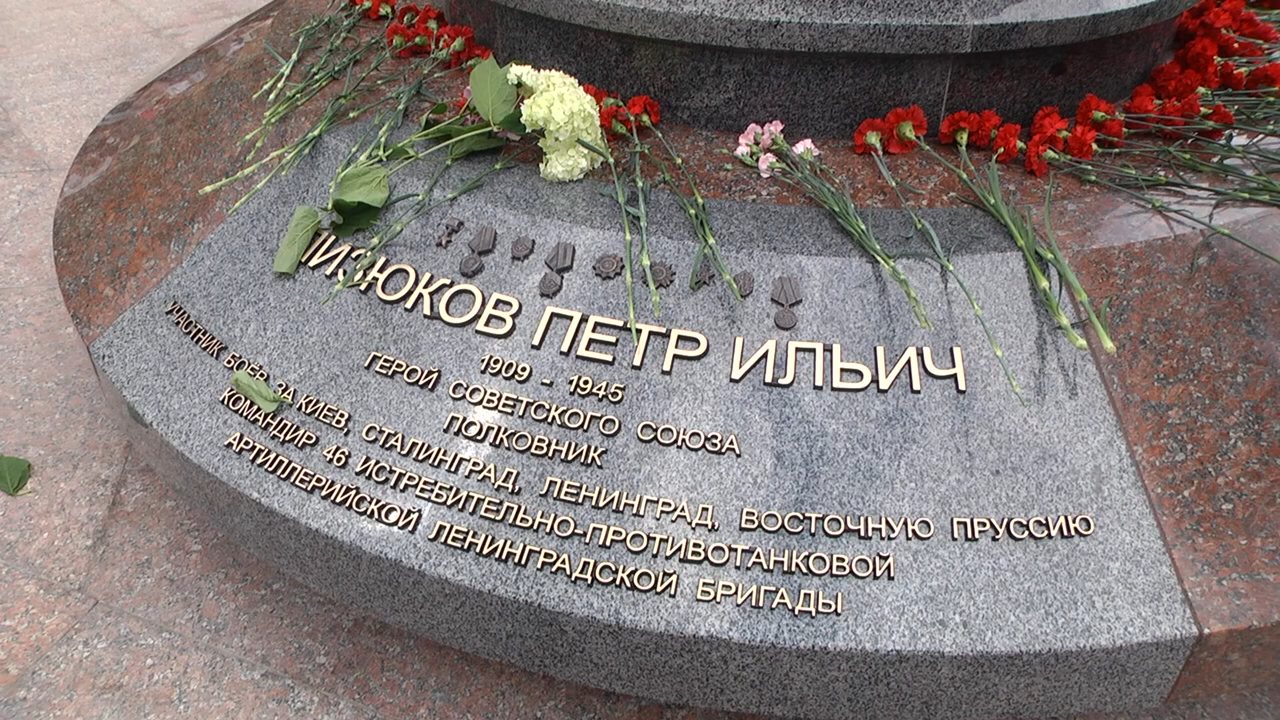 ЛИЗЮКОВ ПЕТР ИЛЬИЧ
1909 - 1945
ГЕРОЙ СОВЕТСКОГО СОЮЗА
ПОЛКОВНИК
УЧАСТНИК БОЕВ ЗА КИЕВ, СТАЛИНГРАД, ЛЕНИНГРАД, ВОСТОЧНУЮ ПРУССИЮ
КОМАНДИР 46 ИСТРЕБИТЕЛЬНО-ПРОТИВОТАНКОВОЙ
АРТИЛЛЕРИЙСКОЙ ЛЕНИНГРАДСКОЙ БРИГАДЫ